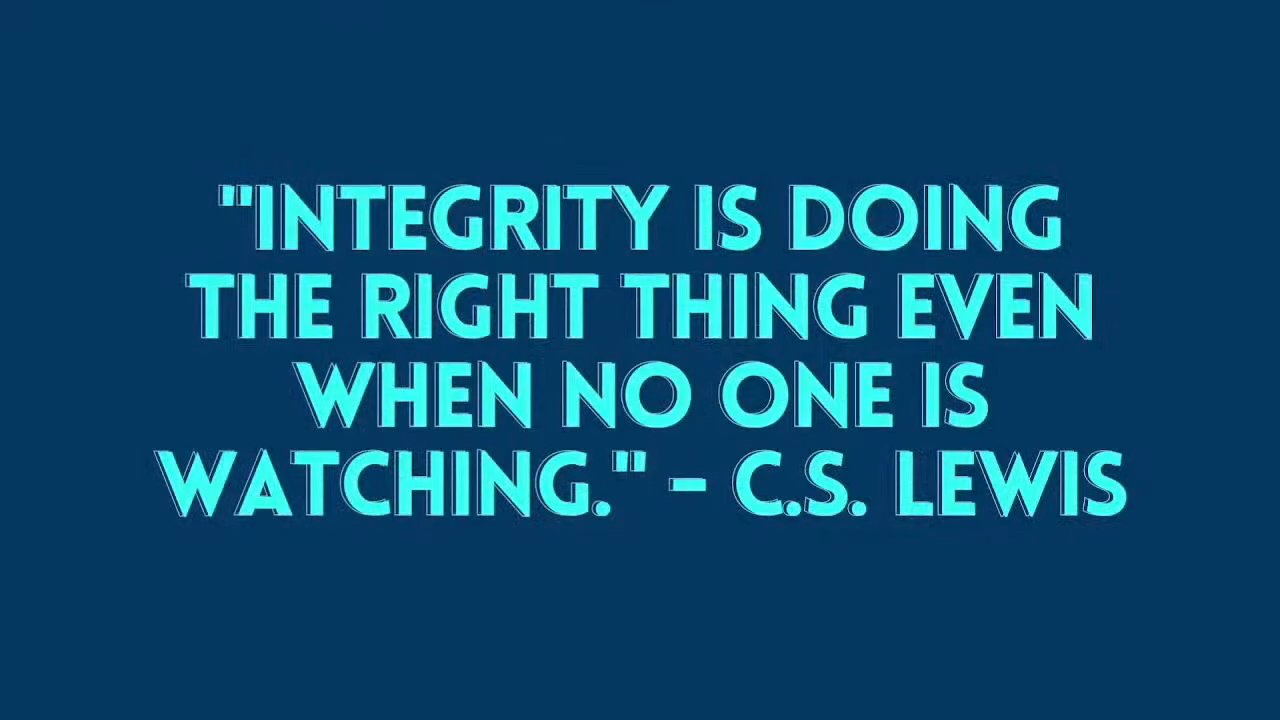 "INTEGRITY IS DOING
THE RIGHT THING EVEN
WHEN NO ONE IS
WATCHING." - C.S. LEWIS